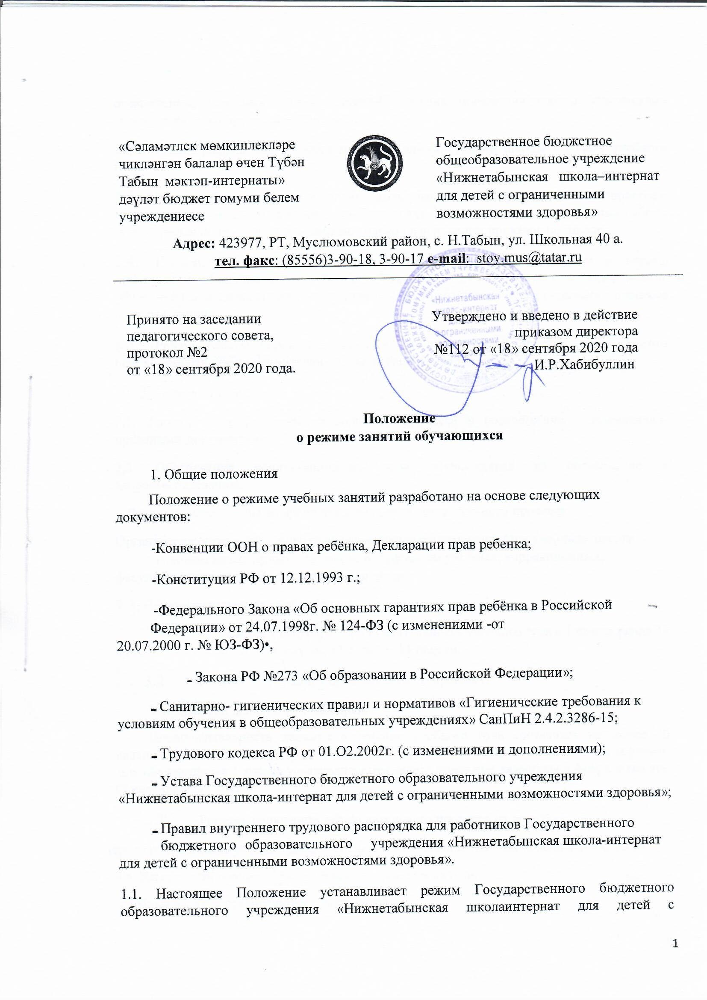 «Сәламәтлек мөмкинлекләре
чикләнгән балалар өчен Түбән
Табын мәктәп-интернаты»
дәүләт бюджет гомуми белем
учреждениесе
Государственное бюджетное
общеобразовательное учреждение
«Нижнетабынская школа–интернат
для детей с ограниченными
возможностями здоровья»
Адрес: 423977, РТ, Муслюмовский район, с. Н.Табын, ул. Школьная 40 а.
тел. факс: (85556)3-90-18, 3-90-17 e-mail: stoy.mus@tatar.ru
«Нижнетабынская
школа-интернат
с ограниченными
возможностями
Принято на заседании
педагогического совета,
протокол №2
от «18» сентября 2020 года.
Утверждено и введено в действие
приказом директора
№112 от «18» сентября 2020 года
И.Р.Хабибуллин
Положение
о режиме занятий обучающихся
1. Общие положения
Положение о режиме учебных занятий разработано на основе следующих
документов:
-Конвенции ООН о правах ребёнка, Декларации прав ребенка;
-Конституция РФ от 12.12.1993 г.;
-Федерального Закона «Об основных гарантиях прав ребёнка в Российской
Федерации» от 24.07.1998г. № 124-ФЗ (с изменениями -от
20.07.2000 г. № ЮЗ-ФЗ)•,
- Закона РФ №273 «Об образовании в Российской Федерации»;
- Санитарно- гигиенических правил и нормативов «Гигиенические требования к
условиям обучения в общеобразовательных учреждениях» СанПиН 2.4.2.3286-15;
- Трудового кодекса РФ от 01.О2.2002г. (с изменениями и дополнениями);
- Устава Государственного бюджетного образовательного учреждения
«Нижнетабынская школа-интернат для детей с ограниченными возможностями здоровья»;
- Правил внутреннего трудового распорядка для работников Государственного
бюджетного образовательного учреждения «Нижнетабынская школа-интернат
для детей с ограниченными возможностями здоровья».
1.1. Настоящее Положение устанавливает режим Государственного бюджетного
образовательного учреждения «Нижнетабынская школаинтернат для детей с
1